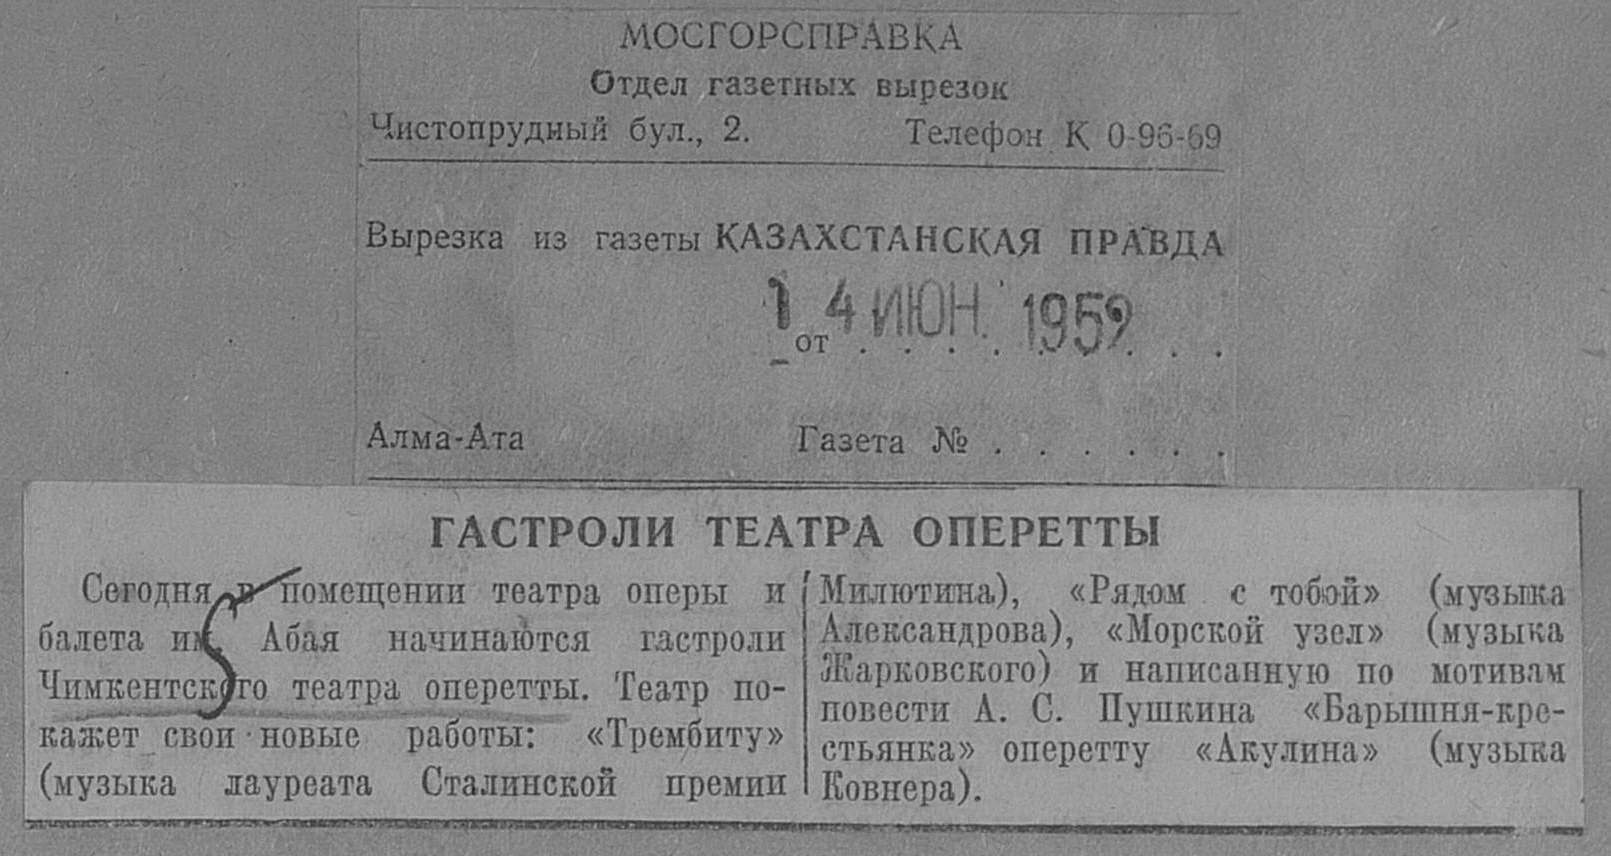 МОСГОРСПРАВКА
Отдел газетных вырезок
Чистопрудный бул., 2. Телефон К 0-96-69
Вырезка из газеты КАЗАХСТАНСКАЯ ПРАВДА
от 14 ИЮН. 1952
Алма-Ата Газета № . . . . . .
ГАСТРОЛИ ТЕАТРА ОПЕРЕТТЫ
Сегодня в помещении театра оперы и
балета им. Абая начинаются гастроли
Чимкентского театра оперетты. Театр по-
кажет свои новые работы: «Трембиту»
(музыка лауреата Сталинской премии
Милютина), «Рядом с тобой» (музыка
Александрова), «Морской узел» (музыка
Жарковского) и написанную по мотивам
повести А. С. Пушкина «Барышня-кре-
стьянка» оперетту «Акулина» (музыка
Ковнера).